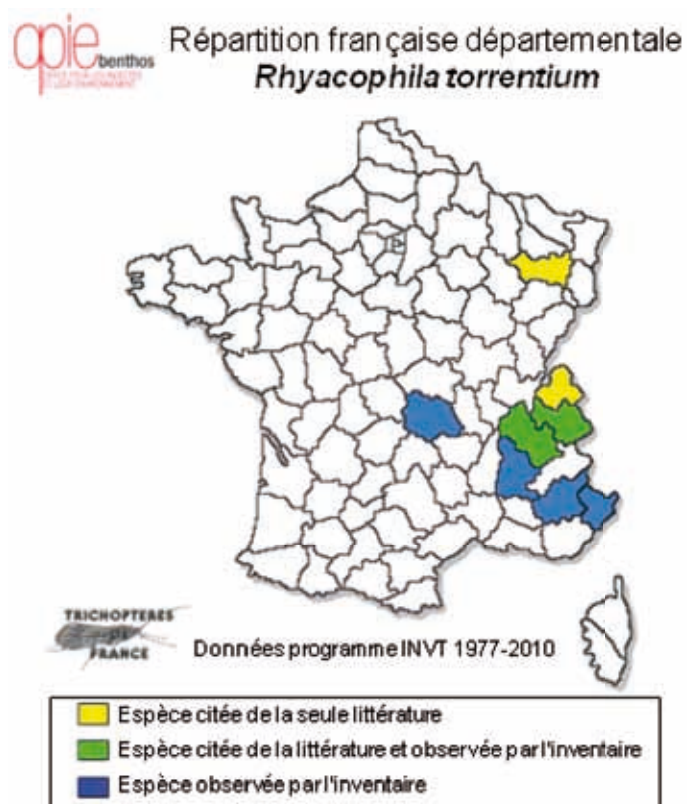 opie
/benthos
Répartition française départementale
Rhyacophila torrentium
TRICHOPTERES
DE
FRANCE
Données programme INVT 1977-2010
Espèce citée de la seule littérature
Espèce citée de la littérature et observée par l'inventaire
Espèce observée par l'inventaire